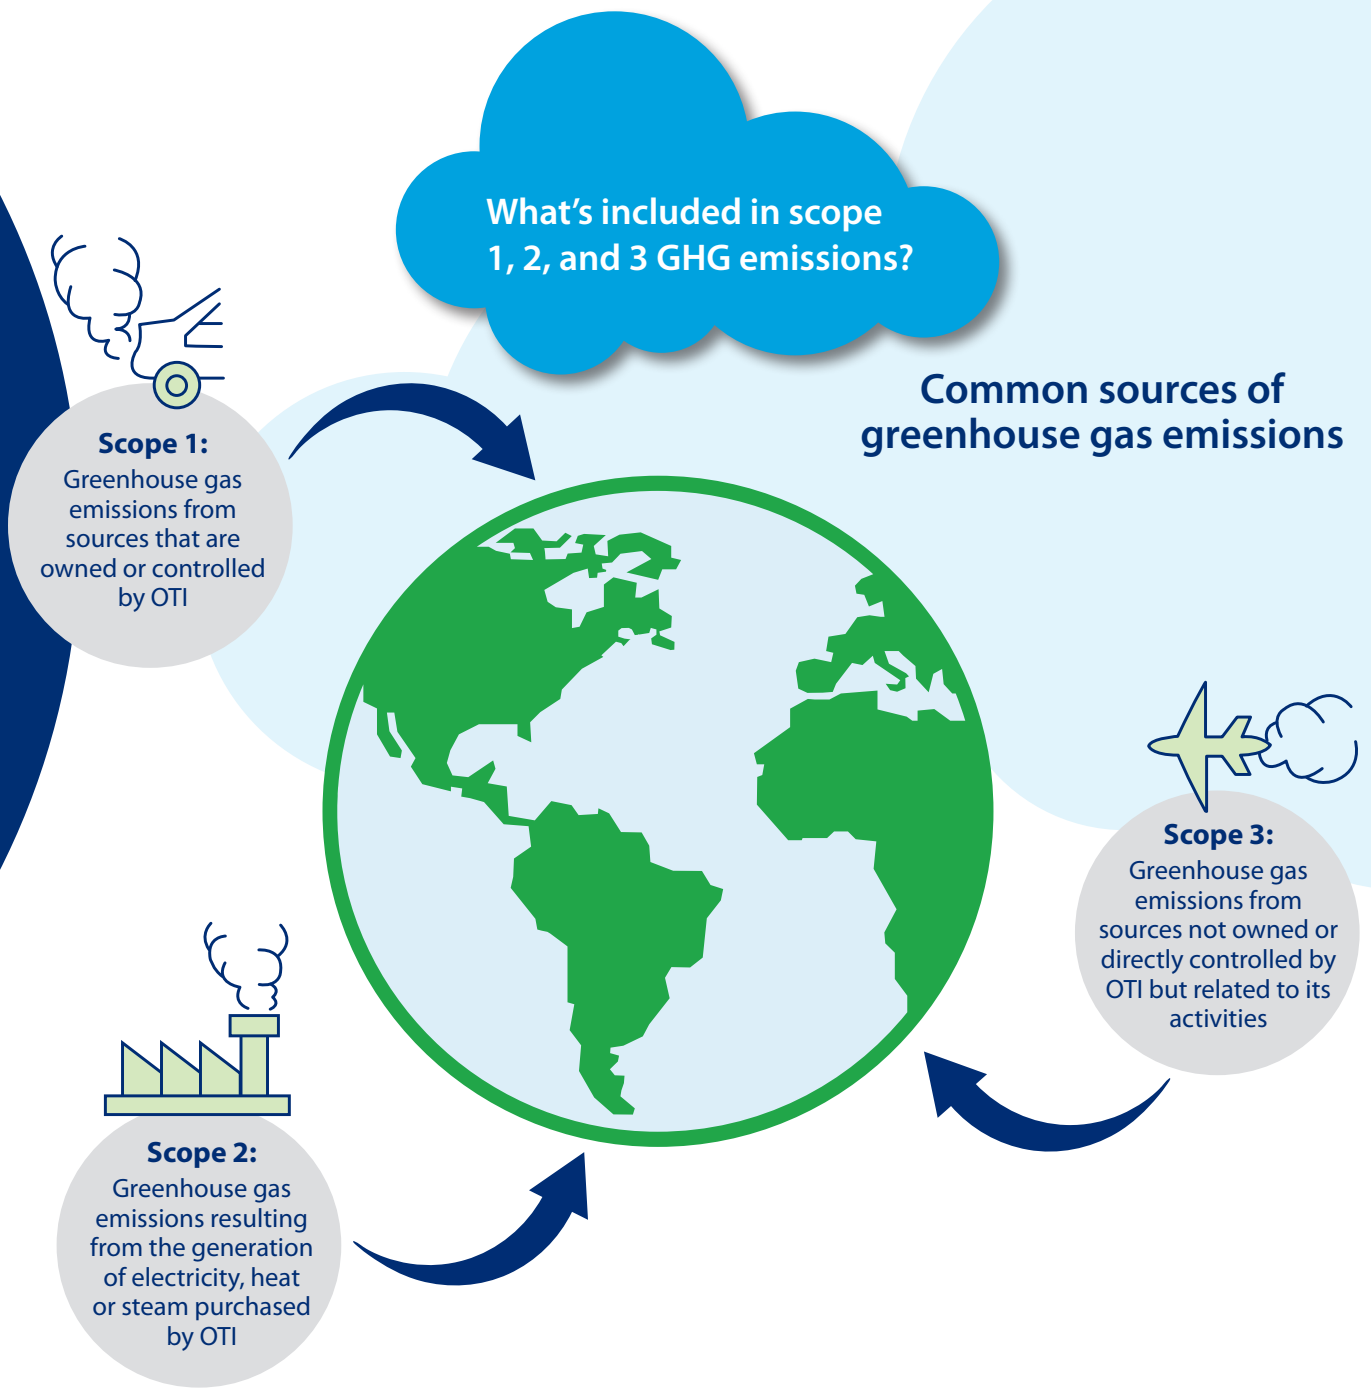 What's included in scope
1, 2, and 3 GHG emissions?
Common sources of
greenhouse gas emissions
Scope 1:
Greenhouse gas
emissions from
sources that are
owned or controlled
by OTI
Scope 2:
Greenhouse gas
emissions resulting
from the generation
of electricity, heat
or steam purchased
by OTI
Scope 3:
Greenhouse gas
emissions from
sources not owned or
directly controlled by
OTI but related to its
activities